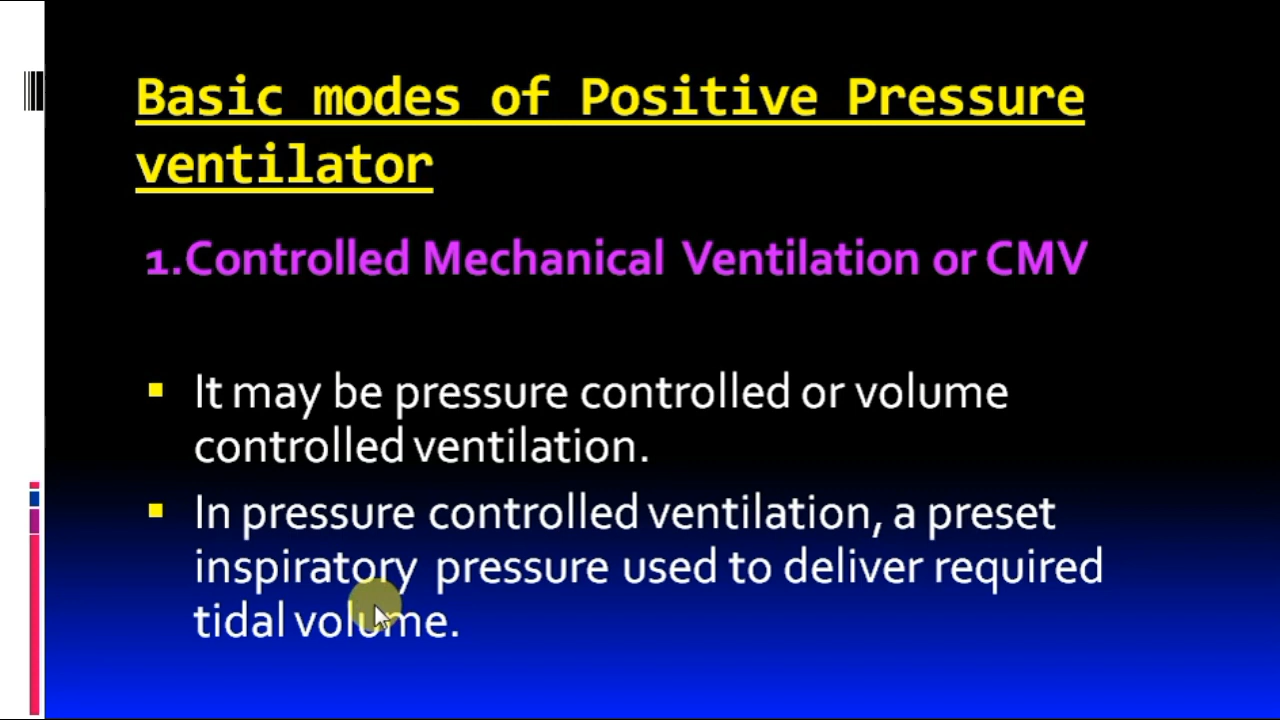 Basic modes of Positive Pressure
ventilator
1.Controlled Mechanical Ventilation or CMV
It may be pressure controlled or volume
controlled ventilation.
In pressure controlled ventilation, a preset
inspiratory pressure used to deliver required
tidal volume.